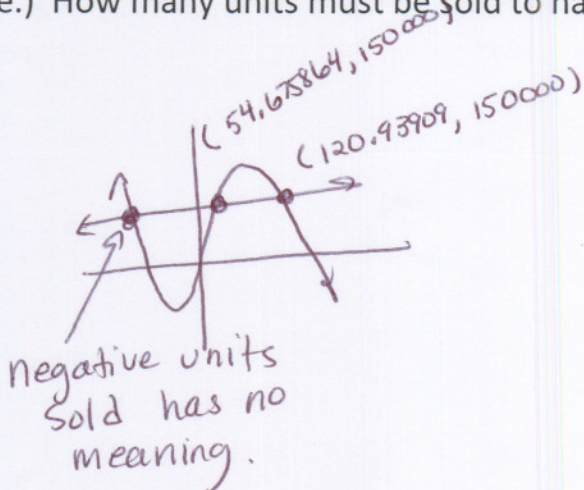 e.) How many units must be sold to ha
(54.675864, 150000)
(120.93909, 150000)
negative units
sold has no
meaning.